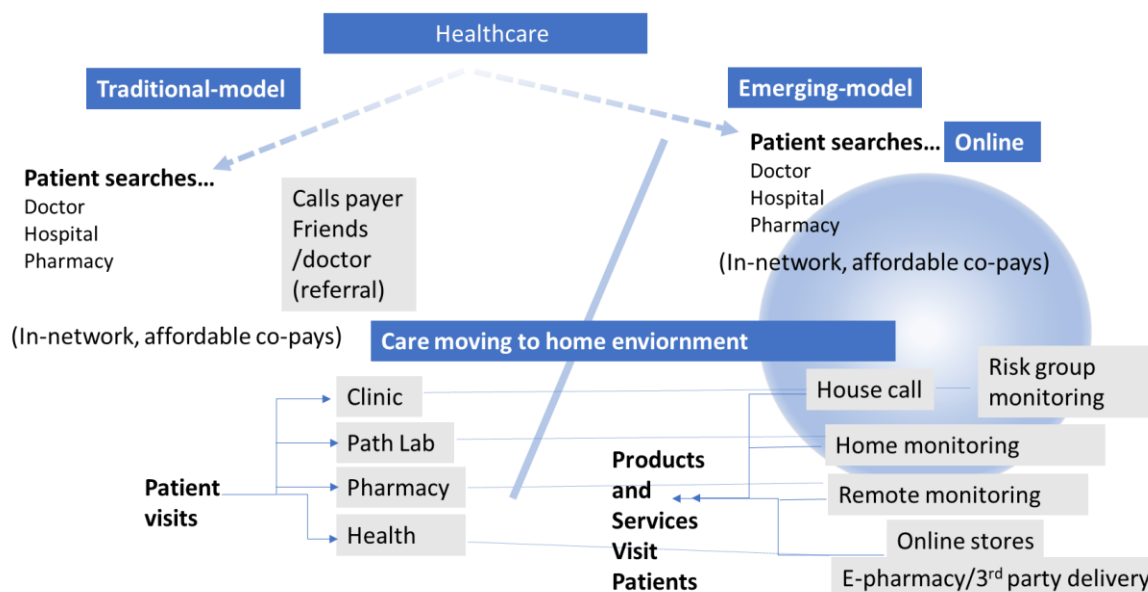 Healthcare
Traditional-model
Emerging-model
Patient searches...
Doctor
Hospital
Pharmacy
Calls payer
Friends
/doctor
(referral)
(In-network, affordable co-pays)
Patient searches... Online
Doctor
Hospital
Pharmacy
(In-network, affordable co-pays)
Care moving to home enviornment
Patient
visits
Clinic
Path Lab
Pharmacy
Health
Products
and
Services
Visit
Patients
House call
Risk group
monitoring
Home monitoring
Remote monitoring
Online stores
E-pharmacy/3rd party delivery